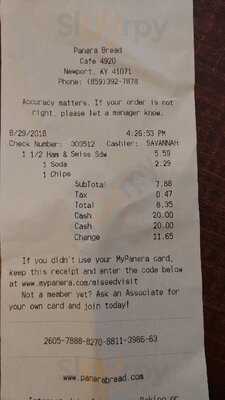 Slurrpy
Panera Bread
Cafe 4920
Newport, KY 41071
Phone: (859)392-7878
Accuracy matters. If your order is not
right, please let a manager know.
8/29/2018 4:26:53 PM
Check Number: 300512 Cashier: SAVANNAH
1 1/2 Ham & Swiss Sdw 5.59
1 Soda 2.29
1 Chips
SubTotal 7.88
Tax 0.47
Total 8.35
Cash 20.00
Cash 20.00
Change 11.65
If you didn't use your MyPanera card,
keep this receipt and enter the code below
at www.mypanera.com/missedvisit
Not a member yet? Ask an Associate for
your own card and join today!
2605-7888-8270-8811-3986-63
www.panerabread.com